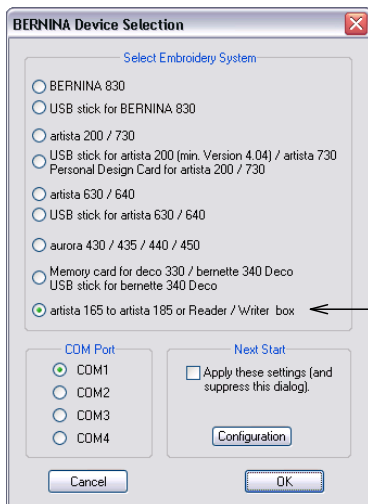 BERNINA Device Selection
Select Embroidery System
BERNINA 830
USB stick for BERNINA 830
artista 200 / 730
USB stick for artista 200 (min. Version 4.04) / artista 730
Personal Design Card for artista 200 / 730
artista 630 / 640
USB stick for artista 630 / 640
aurora 430 / 435 / 440 / 450
Memory card for deco 330 / bernette 340 Deco
USB stick for bernette 340 Deco
artista 165 to artista 185 or Reader / Writer box
COM Port
COM1
COM2
COM3
COM4
Next Start
Apply these settings (and
suppress this dialog).
Configuration
Cancel
OK